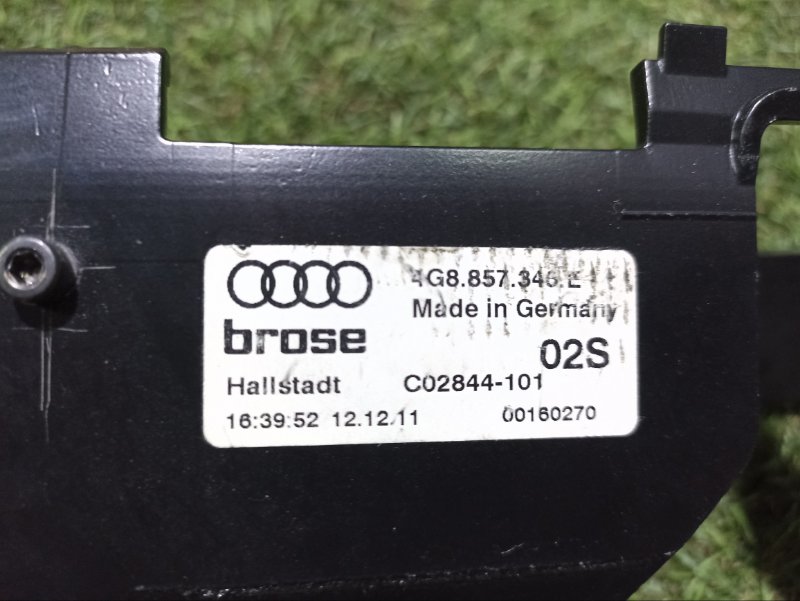 4G8.857.346.E
Made in Germany
brose
02S
Hallstadt C02844-101
16:39:52 12.12.11 00160270